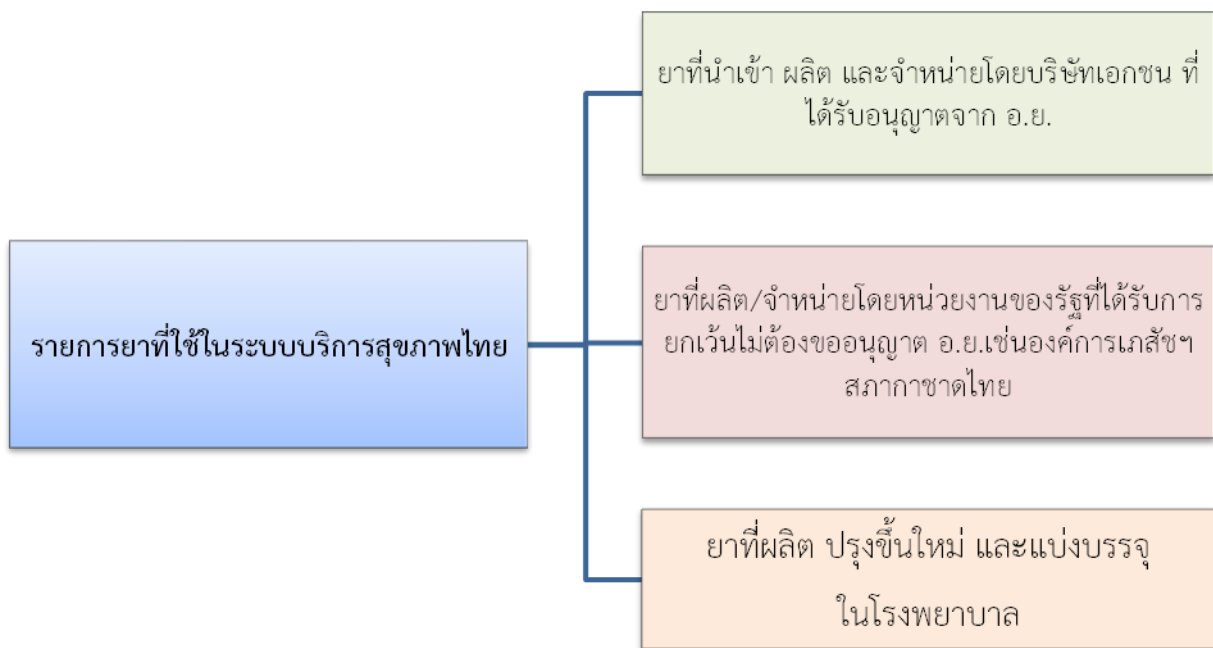 ยาที่นำเข้า ผลิต และจำหน่ายโดยบริษัทเอกชน ที่
ได้รับอนุญาตจาก อ.ย.
รายการยาที่ใช้ในระบบบริการสุขภาพไทย
ยาที่ผลิต/จำหน่ายโดยหน่วยงานของรัฐที่ได้รับการ
ยกเว้นไม่ต้องขออนุญาต อ.ย.เช่นองค์การเภสัชฯ
สภากาชาดไทย
ยาที่ผลิต ปรุงขึ้นใหม่ และแบ่งบรรจุ
ในโรงพยาบาล